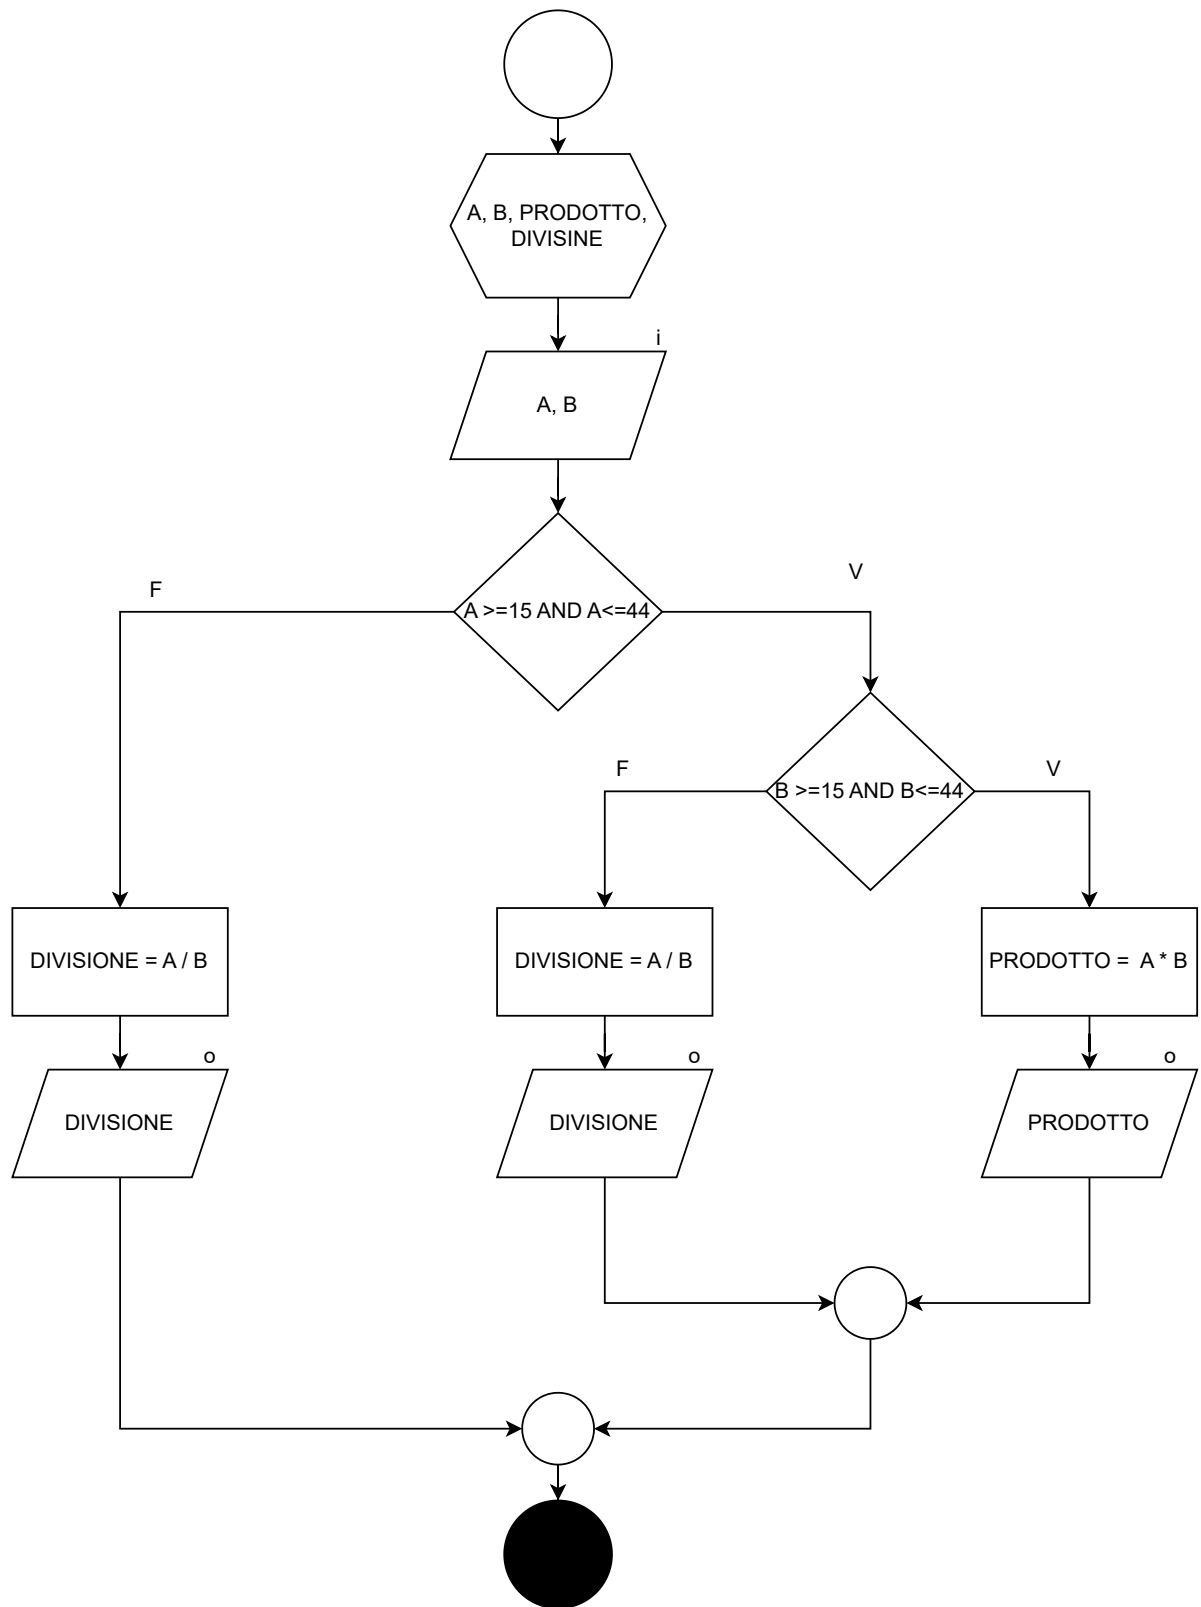 A, B, PRODOTTO,
DIVISINE
i
A, B
A >=15 AND A<=44
F
V
B >=15 AND B<=44
F
V
DIVISIONE = A / B
DIVISIONE = A / B
PRODOTTO = A * B
o
o
o
DIVISIONE
DIVISIONE
PRODOTTO